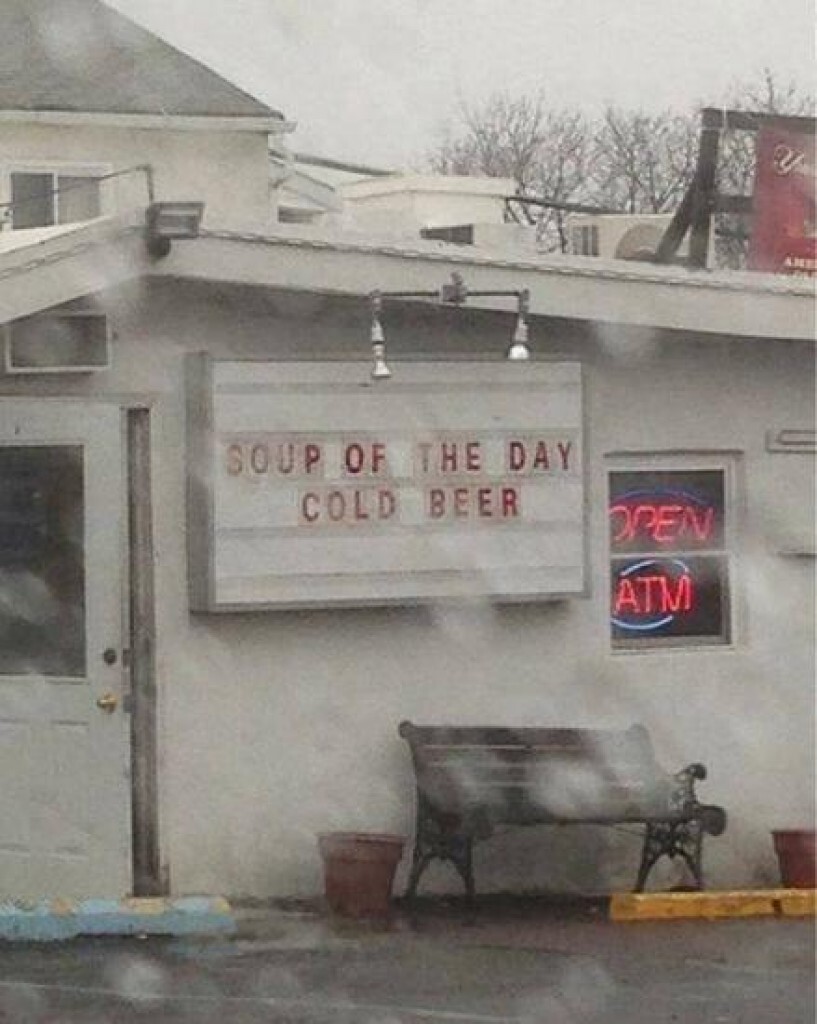 SOUP OF THE DAY
COLD BEER
OPEN
ATM